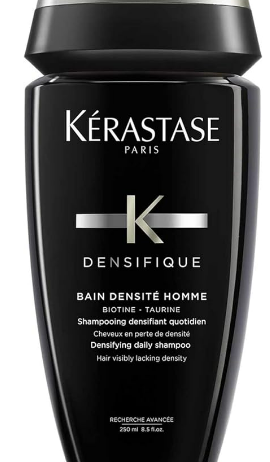 KÉRASTASE
PARIS
K
DENSIFIQUE
BAIN DENSITÉ HOMME
BIOTINE - TAURINE
Shampooing densifiant quotidien
Cheveux en perte de densité
Densifying daily shampoo
Hair visibly lacking density
RECHERCHE AVANCÉE
250 ml 8.5 fl.oz.